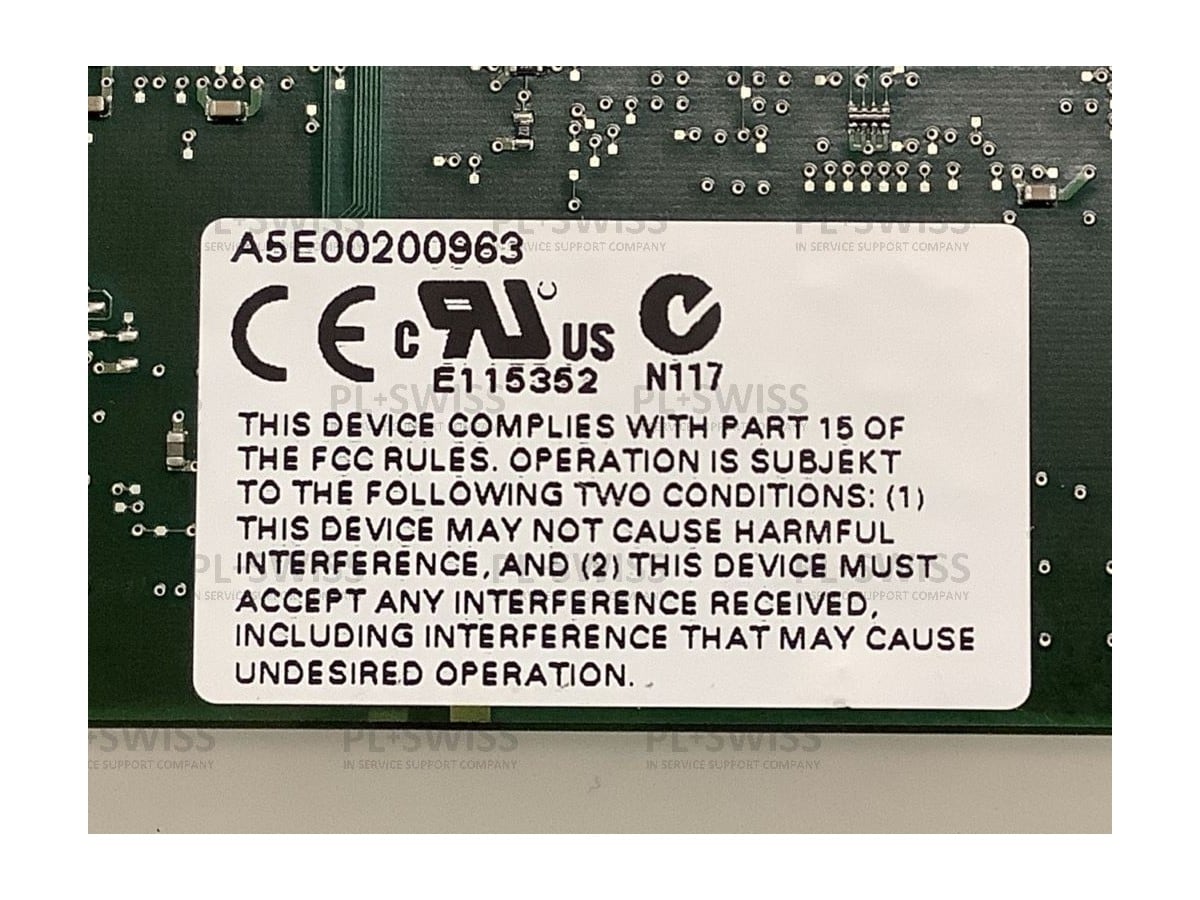 A5E00200963
CE c RU US
E115352 N117
THIS DEVICE COMPLIES WITH PART 15 OF
THE FCC RULES. OPERATION IS SUBJEKT
TO THE FOLLOWING TWO CONDITIONS: (1)
THIS DEVICE MAY NOT CAUSE HARMFUL
INTERFERENCE, AND (2) THIS DEVICE MUST
ACCEPT ANY INTERFERENCE RECEIVED,
INCLUDING INTERFERENCE THAT MAY CAUSE
UNDESIRED OPERATION.
PL+SWISS
IN SERVICE SUPPORT COMPANY